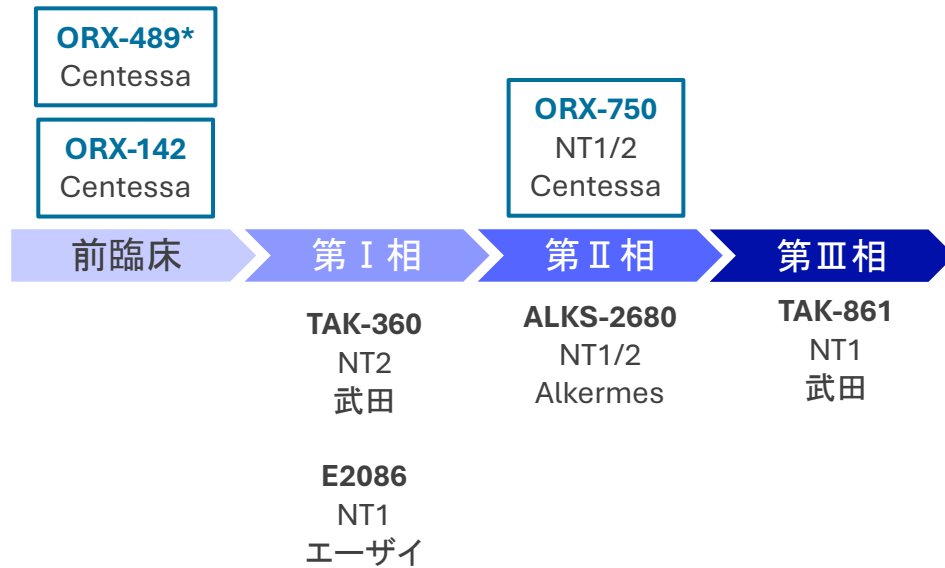 ORX-489*
Centessa
ORX-142
Centessa
ORX-750
NT1/2
Centessa
前臨床
第Ⅰ相
第Ⅱ相
第Ⅲ相
TAK-360
NT2
武田
ALKS-2680
NT1/2
Alkermes
TAK-861
NT1
武田
E2086
NT1
エーザイ